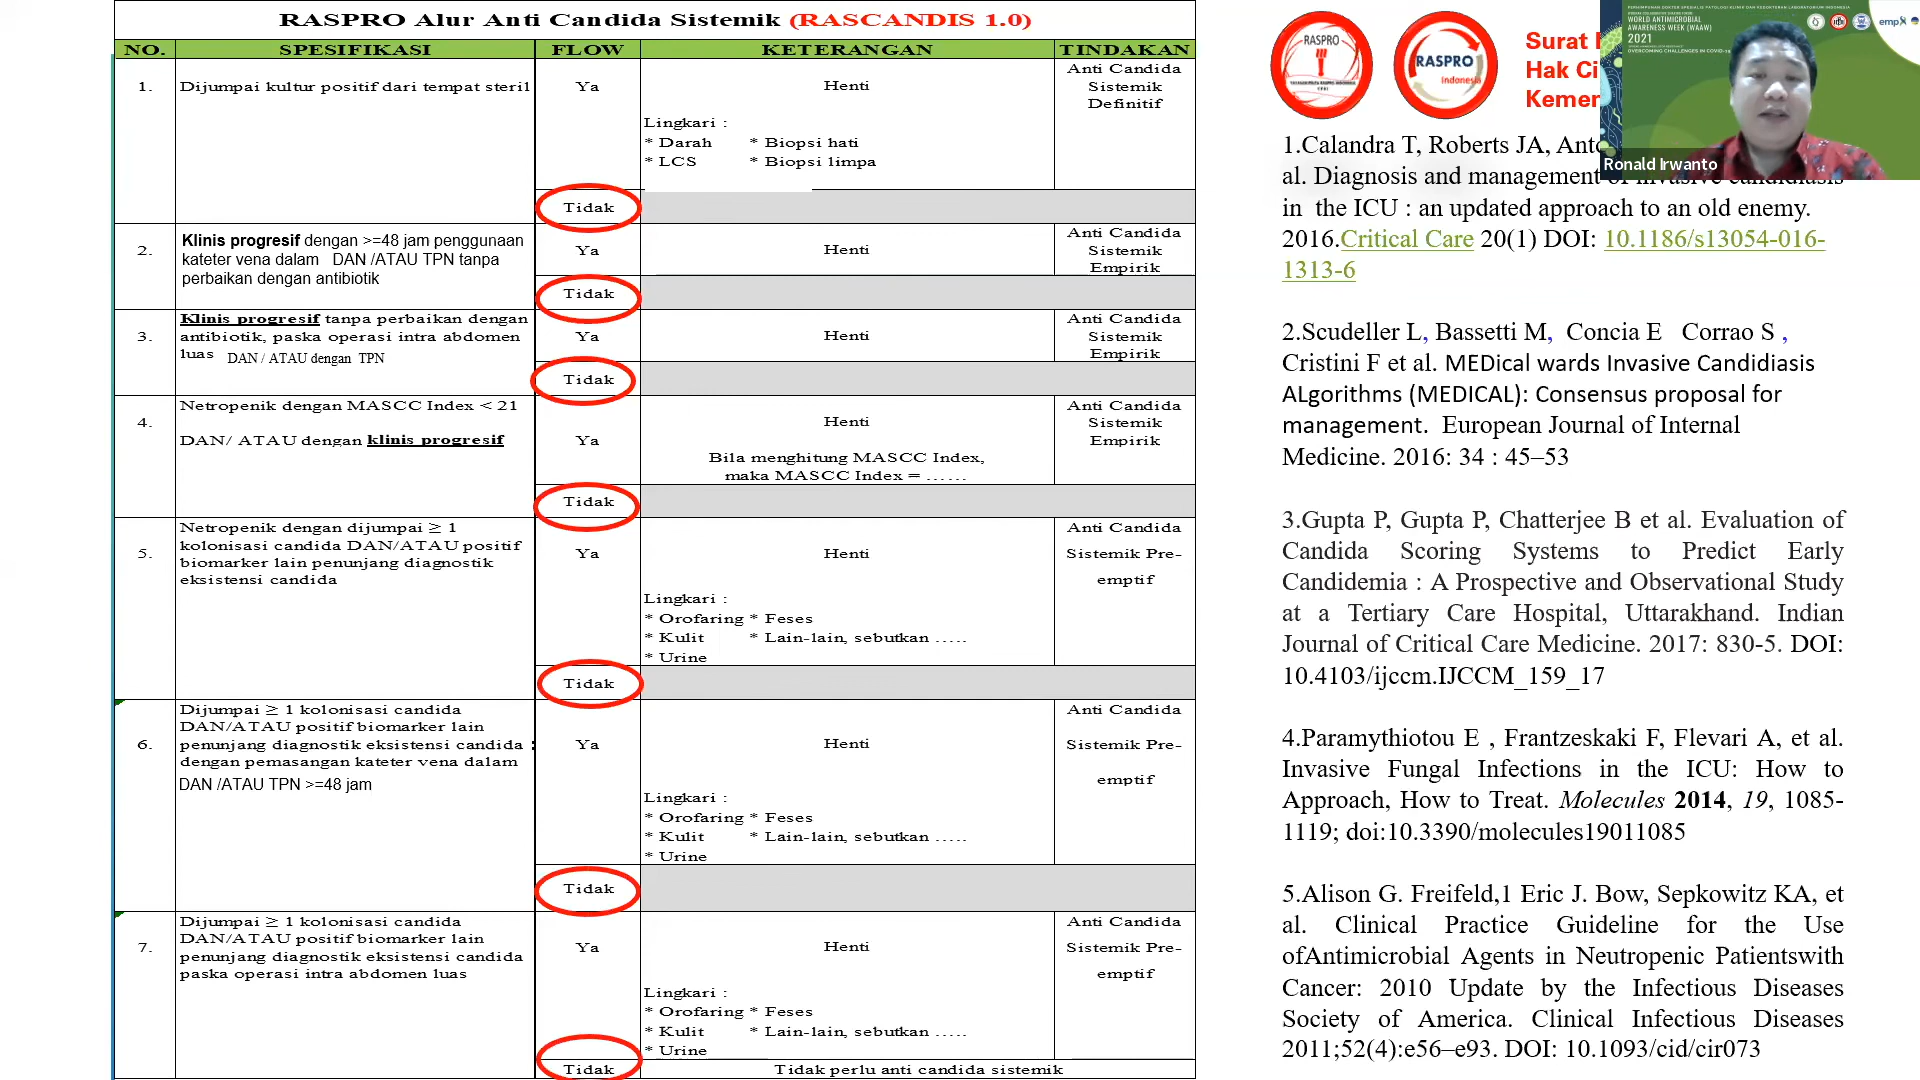 RASPRO Alur Anti Candida Sistemik (RASCANDIS 1.0)
NO. SPESIFIKASI FLOW KETERANGAN TINDAKAN
1. Dijumpai kultur positif dari tempat steril Ya Henti Anti Candida
Sistemik
Definitif
Lingkari :
* Darah * Biopsi hati
* LCS * Biopsi limpa
Tidak
2. Klinis progresif dengan >=48 jam penggunaan
kateter vena dalam DAN /ATAU TPN tanpa
perbaikan dengan antibiotik
Ya Henti Anti Candida
Sistemik
Empirik
Tidak
3. Klinis progresif tanpa perbaikan dengan
antibiotik, paska operasi intra abdomen
luas DAN / ATAU dengan TPN
Ya Henti Anti Candida
Sistemik
Empirik
Tidak
4. Netropenik dengan MASCC Index < 21
DAN/ ATAU dengan klinis progresif
Ya Henti
Bila menghitung MASCC Index,
maka MASCC Index = ......
Anti Candida
Sistemik
Empirik
Tidak
5. Netropenik dengan dijumpai ≥ 1
kolonisasi candida DAN/ATAU positif
biomarker lain penunjang diagnostik
eksistensi candida
Ya Henti
Lingkari :
* Orofaring * Feses
* Kulit * Lain-lain, sebutkan .....
* Urine
Anti Candida
Sistemik Pre-
emptif
Tidak
6. Dijumpai ≥ 1 kolonisasi candida
DAN/ATAU positif biomarker lain
penunjang diagnostik eksistensi candida :
dengan pemasangan kateter vena dalam
DAN /ATAU TPN >=48 jam
Ya Henti
Lingkari :
* Orofaring * Feses
* Kulit * Lain-lain, sebutkan .....
* Urine
Anti Candida
Sistemik Pre-
emptif
Tidak
7. Dijumpai ≥ 1 kolonisasi candida
DAN/ATAU positif biomarker lain
penunjang diagnostik eksistensi candida
paska operasi intra abdomen luas
Ya Henti
Lingkari :
* Orofaring * Feses
* Kulit * Lain-lain, sebutkan .....
* Urine
Anti Candida
Sistemik Pre-
emptif
Tidak Tidak perlu anti candida sistemik
RASPRO
RASPRO
Indonesia
Surat
Hak Ci
Kemer
WORLD ANTIMICROBIAL
AWARENESS WEEK (WAAW)
2021
OVERCOMING CHALLENGES IN COVID-19
Ronald Irwanto
1.Calandra T, Roberts JA, Anto
al. Diagnosis and management of invasive candidiasis
in the ICU : an updated approach to an old enemy.
2016.Critical Care 20(1) DOI: 10.1186/s13054-016-
1313-6
2.Scudeller L, Bassetti M, Concia E Corrao S ,
Cristini F et al. MEDical wards Invasive Candidiasis
ALgorithms (MEDICAL): Consensus proposal for
management. European Journal of Internal
Medicine. 2016: 34 : 45–53
3.Gupta P, Gupta P, Chatterjee B et al. Evaluation of
Candida Scoring Systems to Predict Early
Candidemia : A Prospective and Observational Study
at a Tertiary Care Hospital, Uttarakhand. Indian
Journal of Critical Care Medicine. 2017: 830-5. DOI:
10.4103/ijccm.IJCCM_159_17
4.Paramythiotou E , Frantzeskaki F, Flevari A, et al.
Invasive Fungal Infections in the ICU: How to
Approach, How to Treat. Molecules 2014, 19, 1085-
1119; doi:10.3390/molecules19011085
5.Alison G. Freifeld,1 Eric J. Bow, Sepkowitz KA, et
al. Clinical Practice Guideline for the Use
ofAntimicrobial Agents in Neutropenic Patientswith
Cancer: 2010 Update by the Infectious Diseases
Society of America. Clinical Infectious Diseases
2011;52(4):e56–e93. DOI: 10.1093/cid/cir073